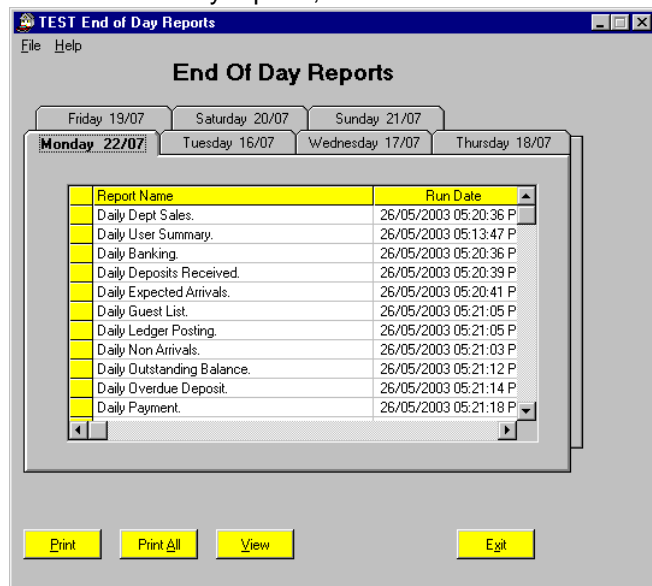 TEST End of Day Reports
File Help
End Of Day Reports
Friday 19/07 Saturday 20/07 Sunday 21/07
Monday 22/07 Tuesday 16/07 Wednesday 17/07 Thursday 18/07
Report Name Run Date
Daily Dept Sales. 26/05/2003 05:20:36 P
Daily User Summary. 26/05/2003 05:13:47 P
Daily Banking. 26/05/2003 05:20:36 P
Daily Deposits Received. 26/05/2003 05:20:39 P
Daily Expected Arrivals. 26/05/2003 05:20:41 P
Daily Guest List. 26/05/2003 05:21:05 P
Daily Ledger Posting. 26/05/2003 05:21:05 P
Daily Non Arrivals. 26/05/2003 05:21:03 P
Daily Outstanding Balance. 26/05/2003 05:21:12 P
Daily Overdue Deposit. 26/05/2003 05:21:14 P
Daily Payment. 26/05/2003 05:21:18 P
Print Print All View Exit